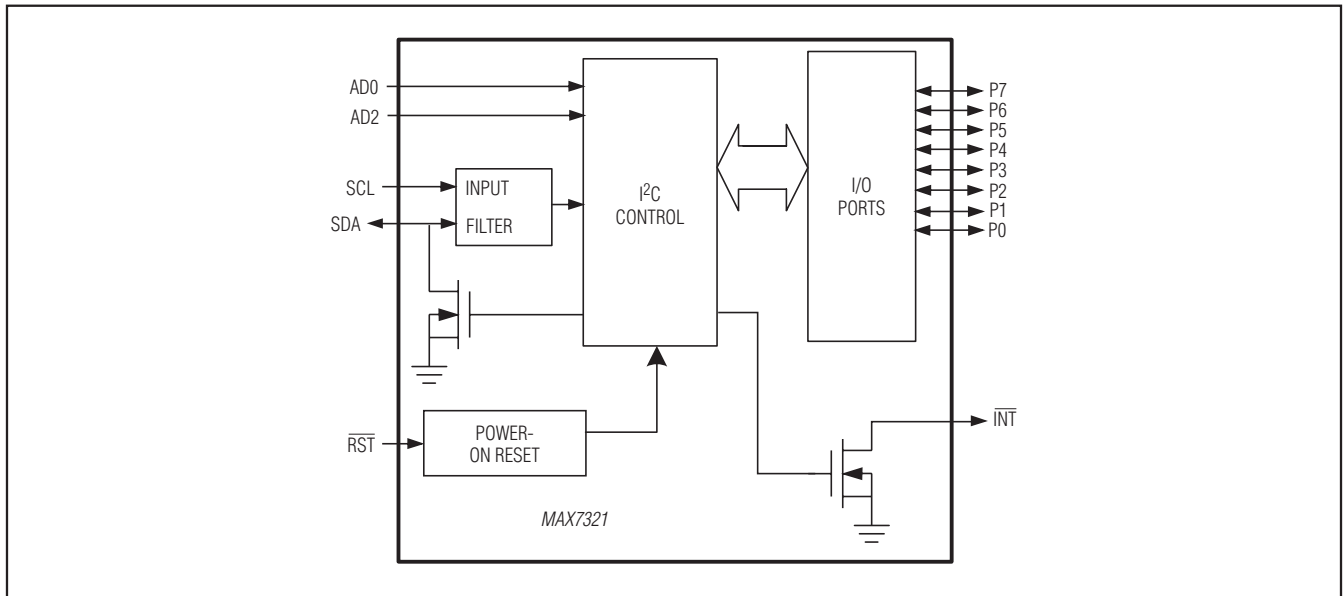 AD0
AD2
SCL
SDA
RST
INPUT
FILTER
I²C
CONTROL
I/O
PORTS
P7
P6
P5
P4
P3
P2
P1
P0
POWER-
ON RESET
INT
MAX7321